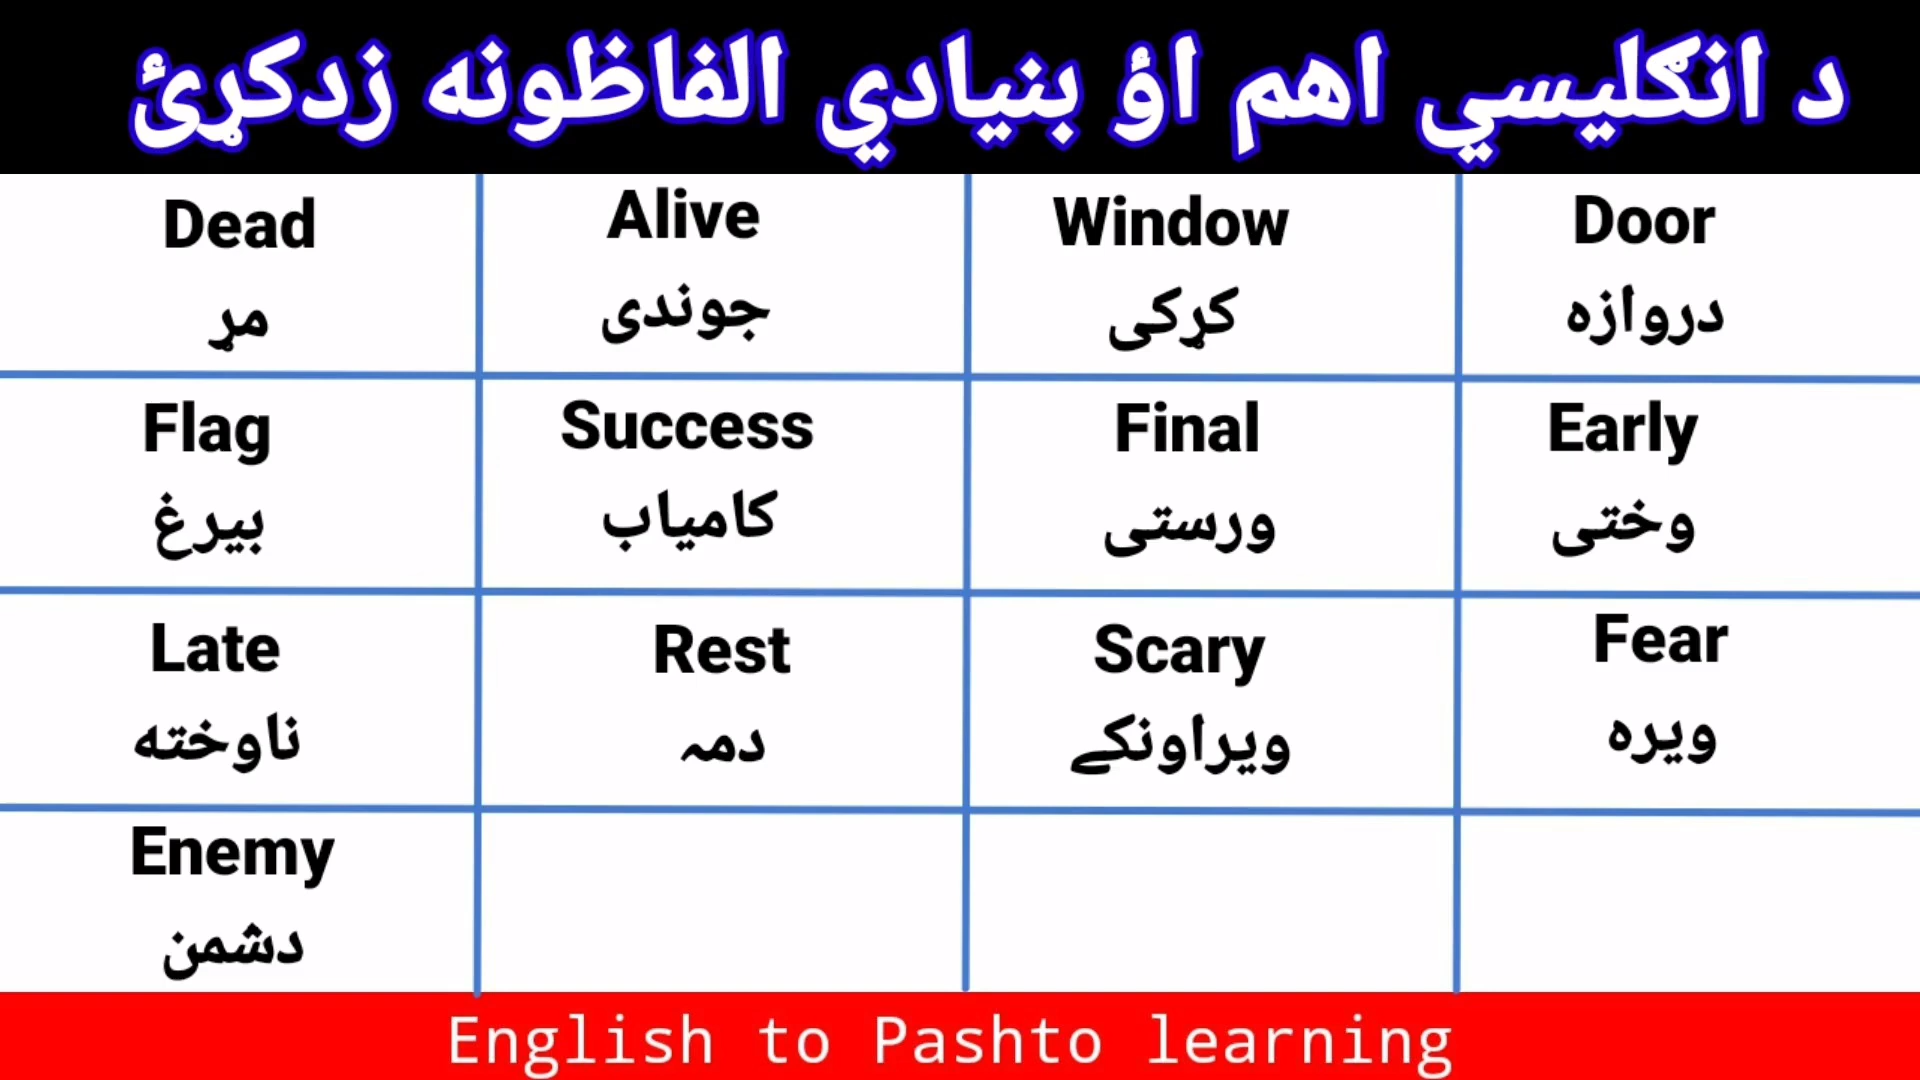 د انګلیسي اهم اؤ بنیادي الفاظونه زدکړئ
Dead
مړ
Alive
جوندی
Window
کړکی
Door
دروازه
Flag
بیرغ
Success
کامیاب
Final
ورستی
Early
وختی
Late
ناوخته
Rest
دمہ
Scary
ویراونکے
Fear
ویره
Enemy
دشمن
English to Pashto learning